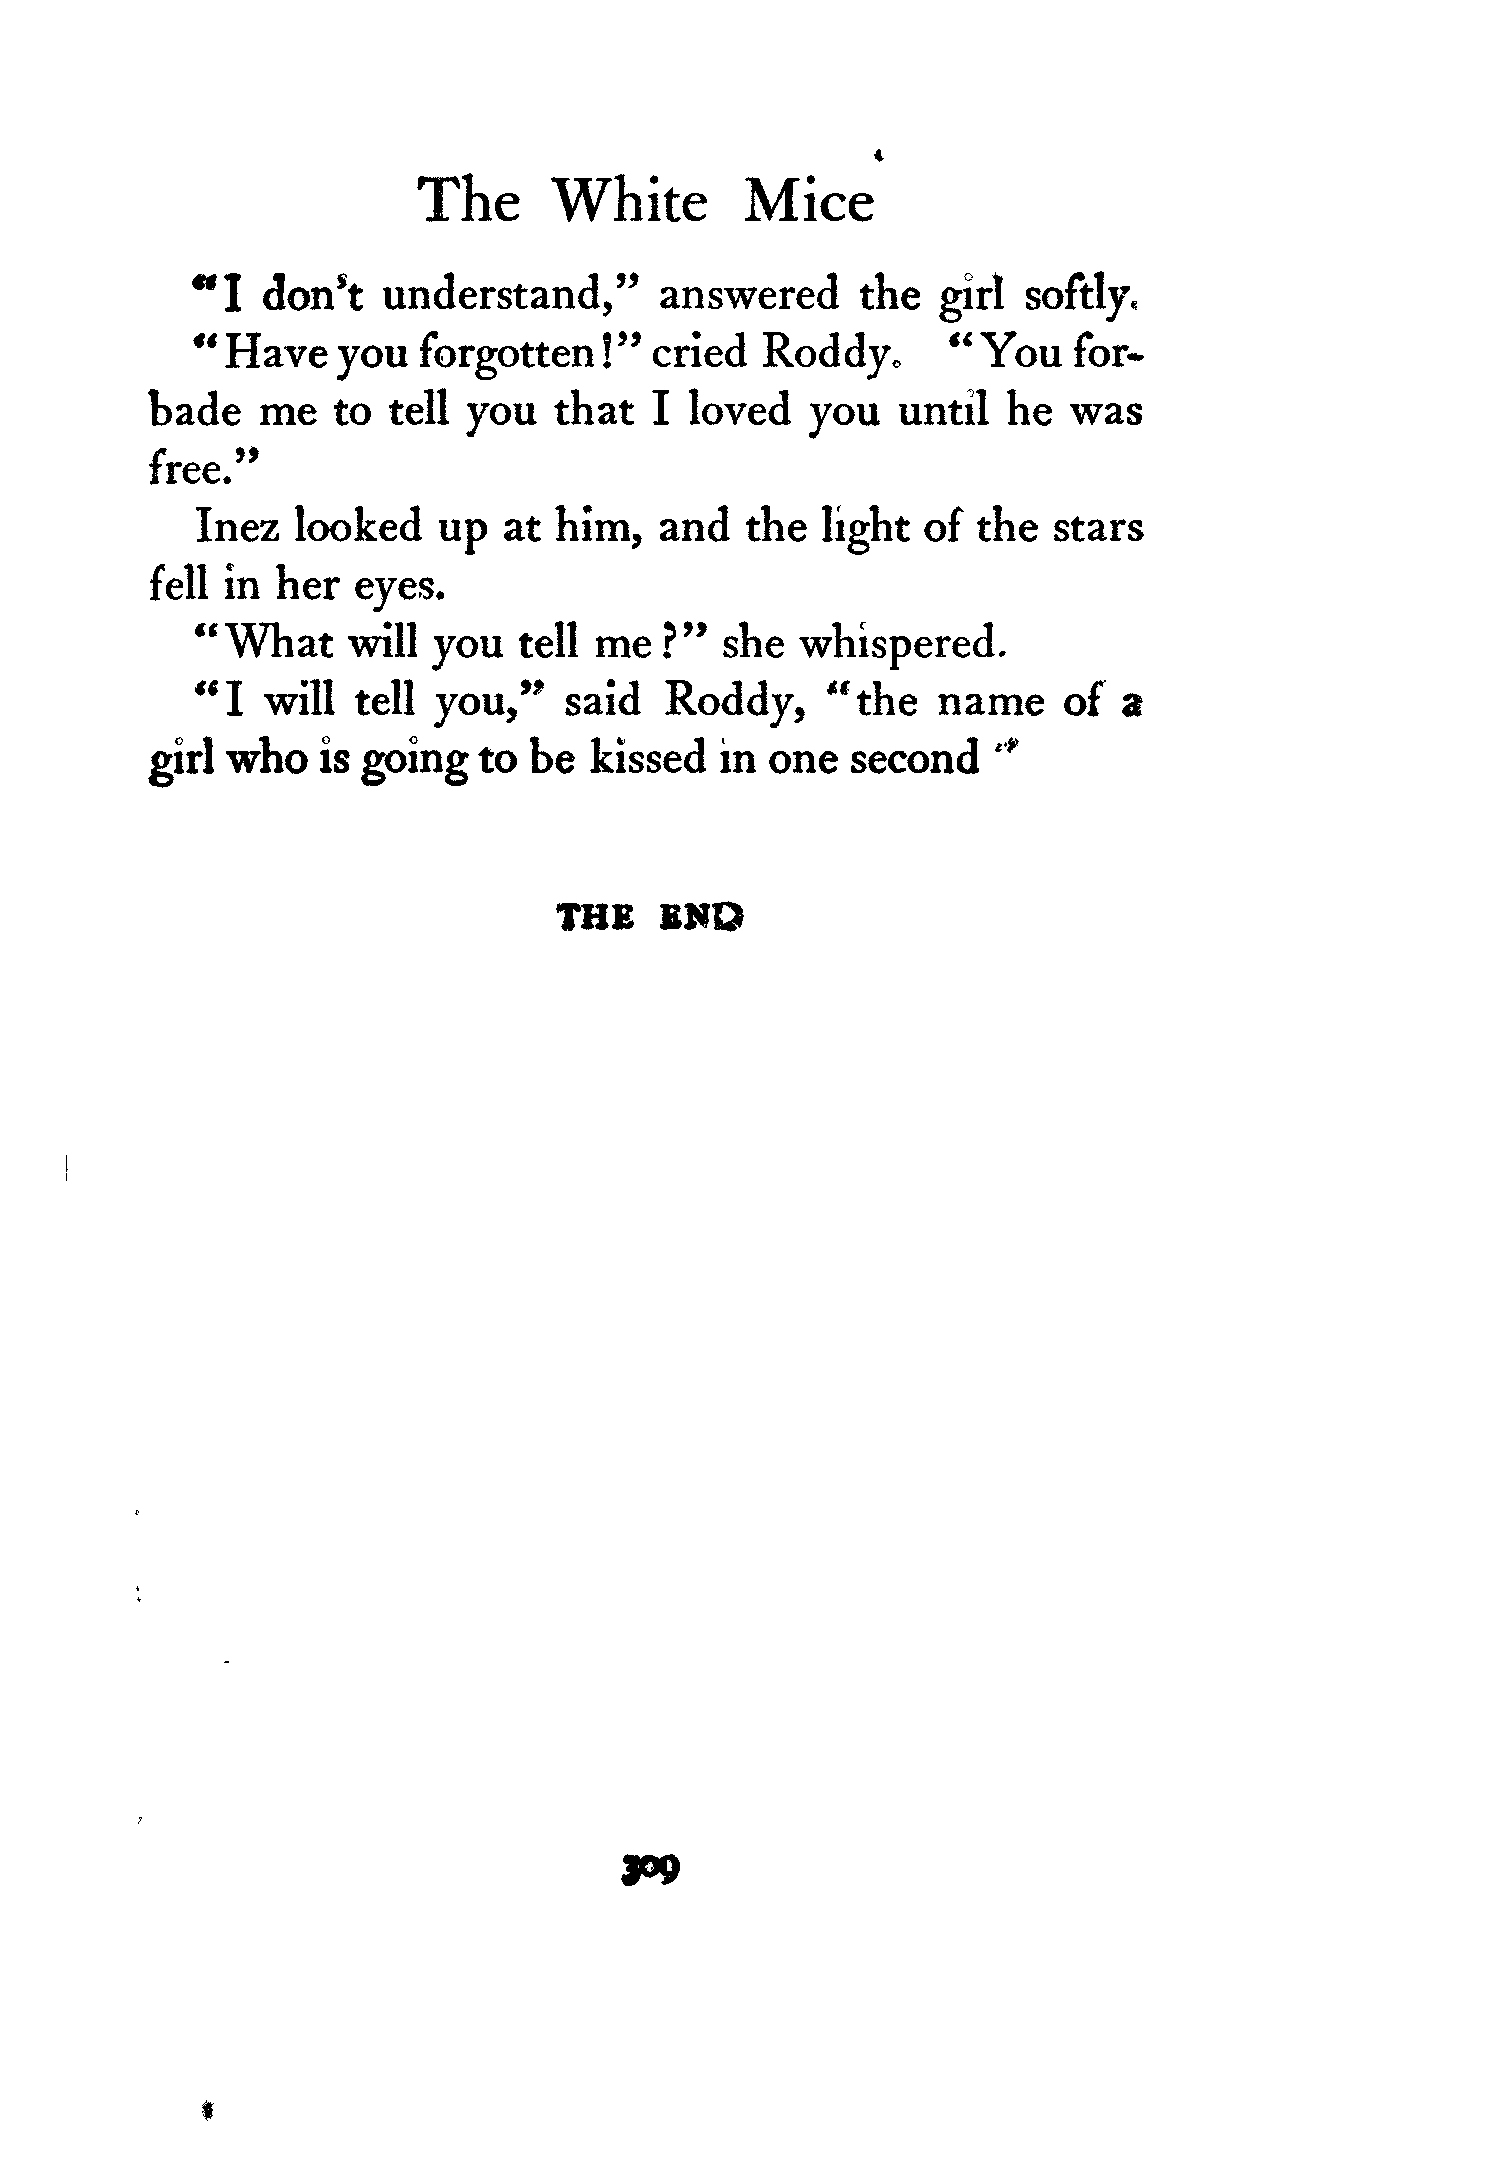 The White Mice
"I don't understand," answered the girl softly.
"Have you forgotten!" cried Roddy. "You for-
bade me to tell you that I loved you until he was
free."
Inez looked up at him, and the light of the stars
fell in her eyes.
"What will you tell me?" she whispered.
"I will tell you," said Roddy, "the name of a
girl who is going to be kissed in one second"
THE END
309